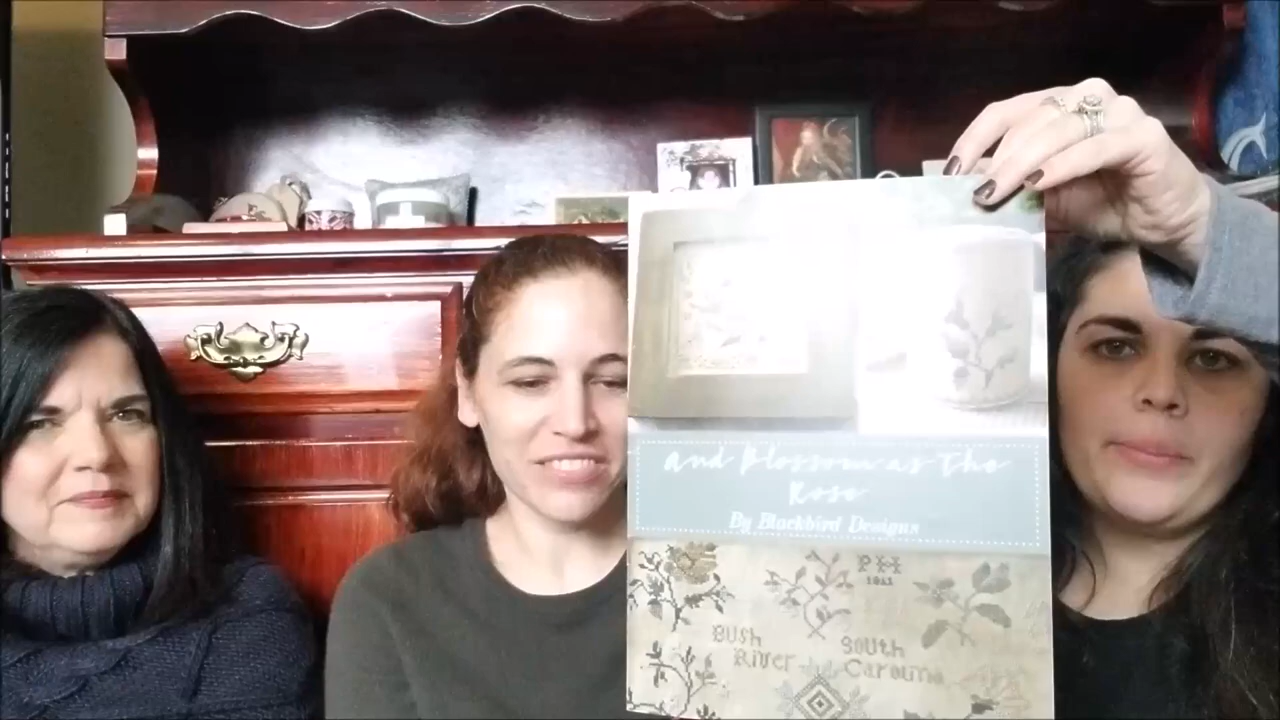 And Blossom as The
Rose
By Blackbird Designs
PH
1811
Bush
River
South
Carolina